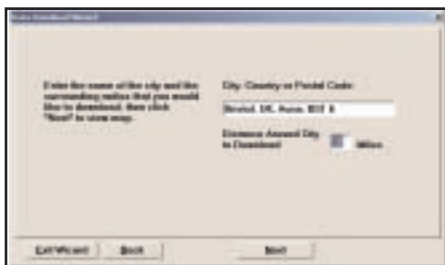 Enter the name of the city and the
surrounding radius that you would
like to download, then click
"Next" to view map.
City, Country or Postal Code:
Bristol, UK, Avon,
Distance Around City
to Download
Miles
Exit Wizard
Back
Next